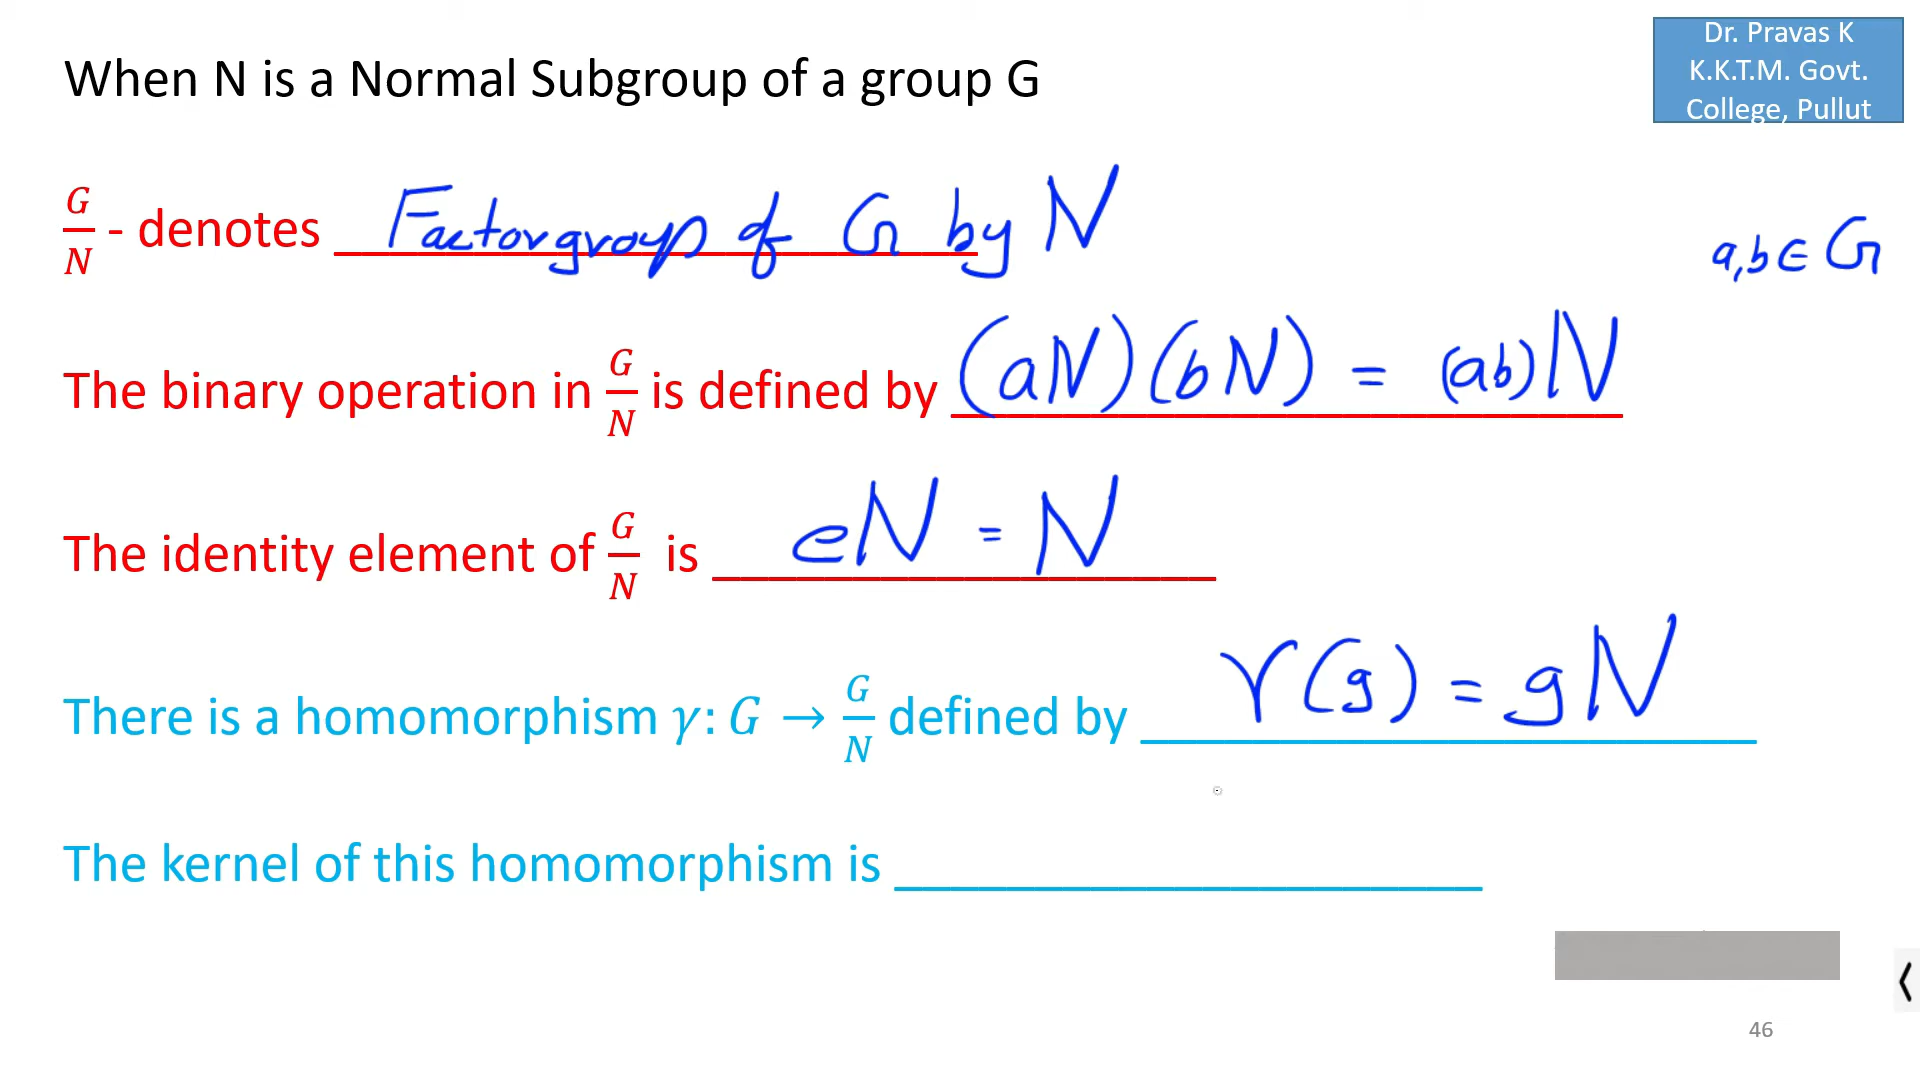 When N is a Normal Subgroup of a group G
Dr. Pravas K
K.K.T.M. Govt.
College, Pullut
G/N - denotes Factor group of G by N
a,b ∈ G
The binary operation in G/N is defined by (aN)(bN) = (ab)N
The identity element of G/N is eN = N
There is a homomorphism γ: G → G/N defined by γ(g) = gN
The kernel of this homomorphism is
46